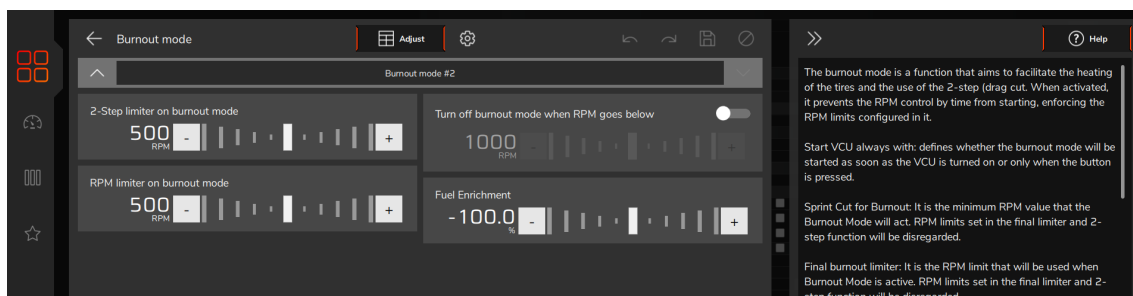 Burnout mode
Adjust
Burnout mode #2
2-Step limiter on burnout mode
500
RPM
-
+
RPM limiter on burnout mode
500
RPM
-
+
Turn off burnout mode when RPM goes below
1000
RPM
-
+
Fuel Enrichment
-100.0
%
-
+
? Help
The burnout mode is a function that aims to facilitate the heating
of the tires and the use of the 2-step (drag cut. When activated,
it prevents the RPM control by time from starting, enforcing the
RPM limits configured in it.
Start VCU always with: defines whether the burnout mode will be
started as soon as the VCU is turned on or only when the button
is pressed.
Sprint Cut for Burnout: It is the minimum RPM value that the
Burnout Mode will act. RPM limits set in the final limiter and 2-
step function will be disregarded.
Final burnout limiter: It is the RPM limit that will be used when
Burnout Mode is active. RPM limits set in the final limiter and 2-
step function will be disregarded